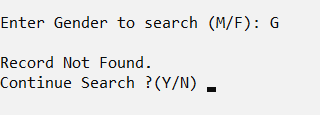 Enter Gender to search (M/F): G
Record Not Found.
Continue Search ?(Y/N)